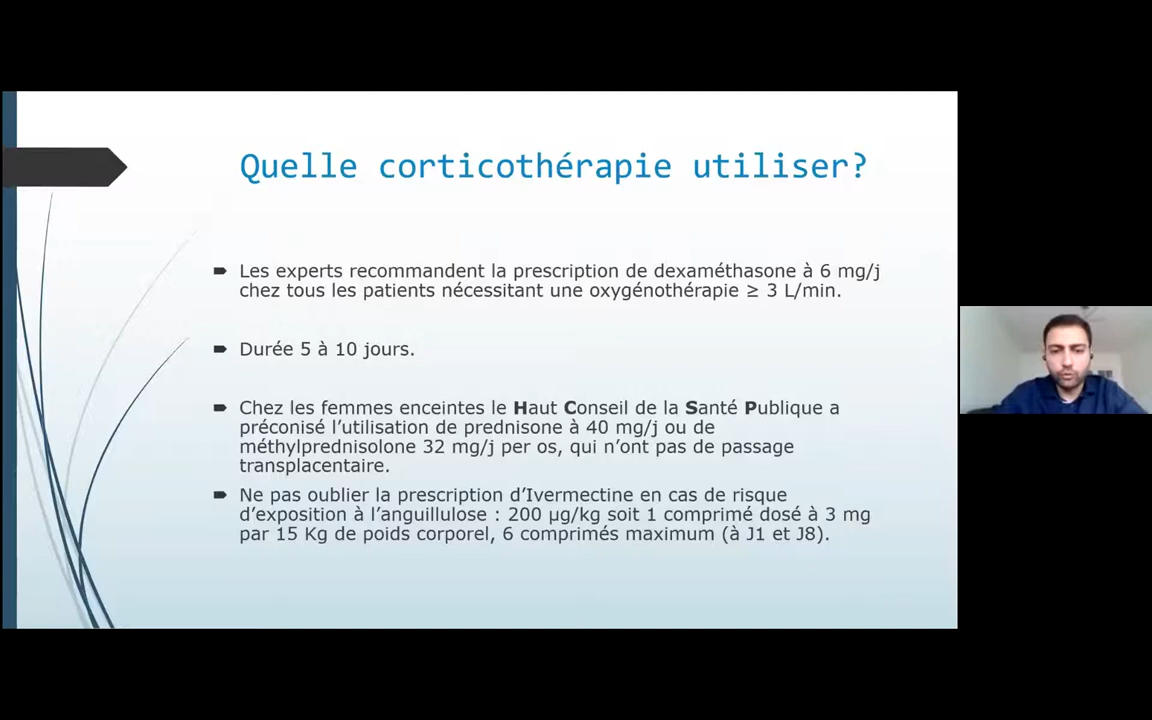 Quelle corticothérapie utiliser?
Les experts recommandent la prescription de dexaméthasone à 6 mg/j
chez tous les patients nécessitant une oxygénothérapie ≥ 3 L/min.
Durée 5 à 10 jours.
Chez les femmes enceintes le Haut Conseil de la Santé Publique a
préconisé l’utilisation de prednisone à 40 mg/j ou de
méthylprednisolone 32 mg/j per os, qui n’ont pas de passage
transplacentaire.
Ne pas oublier la prescription d’Ivermectine en cas de risque
d’exposition à l’anguillulose : 200 µg/kg soit 1 comprimé dosé à 3 mg
par 15 Kg de poids corporel, 6 comprimés maximum (à J1 et J8).